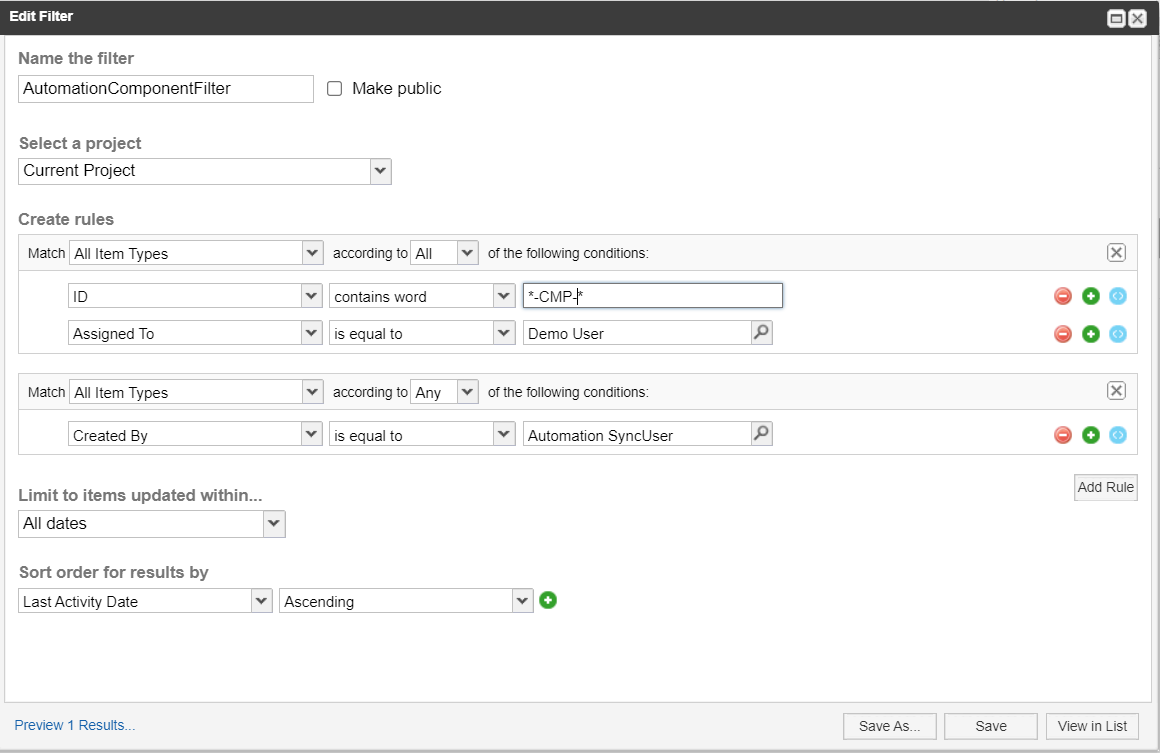 Edit Filter
Name the filter
AutomationComponentFilter Make public
Select a project
Current Project
Create rules
Match All Item Types according to All of the following conditions:
ID contains word *-CMP-*
Assigned To is equal to Demo User
Match All Item Types according to Any of the following conditions:
Created By is equal to Automation SyncUser
Add Rule
Limit to items updated within...
All dates
Sort order for results by
Last Activity Date Ascending
Preview 1 Results... Save As... Save View in List